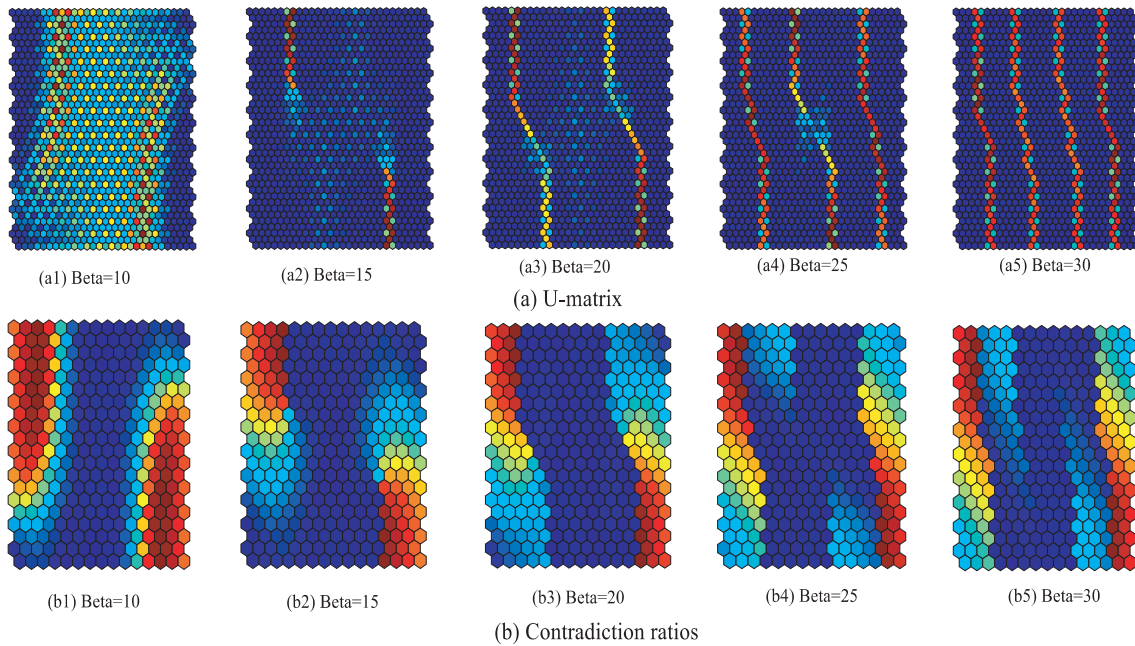 (a1) Beta=10
(a2) Beta=15
(a3) Beta=20
(a4) Beta=25
(a5) Beta=30
(a) U-matrix
(b1) Beta=10
(b2) Beta=15
(b3) Beta=20
(b4) Beta=25
(b5) Beta=30
(b) Contradiction ratios